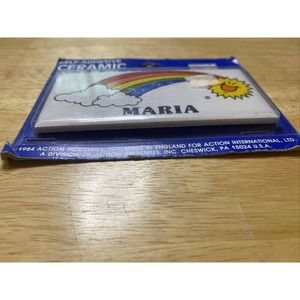 SELF-ADHESIVE
CERAMIC
MARIA
®
1984 ACTION INDUSTRIES, INC. MADE IN ENGLAND FOR ACTION INTERNATIONAL, LTD.
A DIVISION OF ACTION INDUSTRIES, INC. CHESWICK, PA 15024 U.S.A.